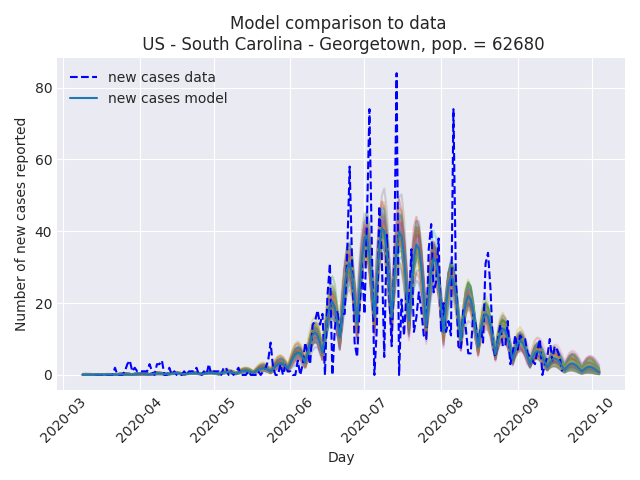 Model comparison to data
US - South Carolina - Georgetown, pop. = 62680
new cases data
new cases model
Number of new cases reported
80
60
40
20
0
2020-03
2020-04
2020-05
2020-06
2020-07
2020-08
2020-09
2020-10
Day